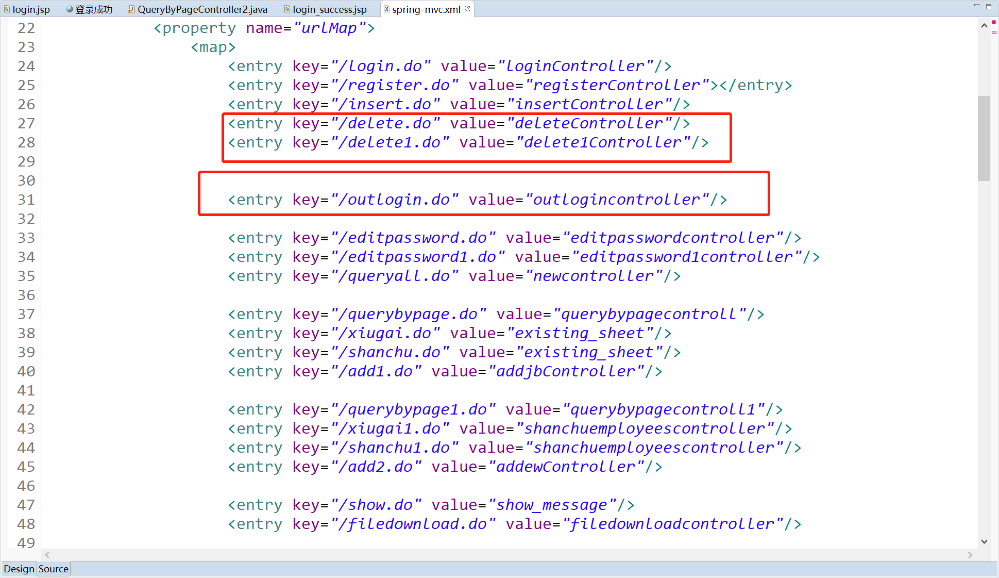 login.jsp 登录成功 QueryByPageController2.java login_success.jsp spring-mvc.xml
22 <property name="urlMap">
23 <map>
24 <entry key="/login.do" value="loginController"/>
25 <entry key="/register.do" value="registerController"></entry>
26 <entry key="/insert.do" value="insertController"/>
27 <entry key="/delete.do" value="deleteController"/>
28 <entry key="/delete1.do" value="delete1Controller"/>
29
30
31 <entry key="/outlogin.do" value="outlogincontroller"/>
32
33 <entry key="/editpassword.do" value="editpasswordcontroller"/>
34 <entry key="/editpassword1.do" value="editpassword1controller"/>
35 <entry key="/queryall.do" value="newcontroller"/>
36
37 <entry key="/querybypage.do" value="querybypagecontroll"/>
38 <entry key="/xiugai.do" value="existing_sheet"/>
39 <entry key="/shanchu.do" value="existing_sheet"/>
40 <entry key="/add1.do" value="addjbController"/>
41
42 <entry key="/querybypage1.do" value="querybypagecontroll1"/>
43 <entry key="/xiugai1.do" value="shanchuemployeescontroller"/>
44 <entry key="/shanchu1.do" value="shanchuemployeescontroller"/>
45 <entry key="/add2.do" value="addewController"/>
46
47 <entry key="/show.do" value="show_message"/>
48 <entry key="/filedownload.do" value="filedownloadcontroller"/>
49
Design Source